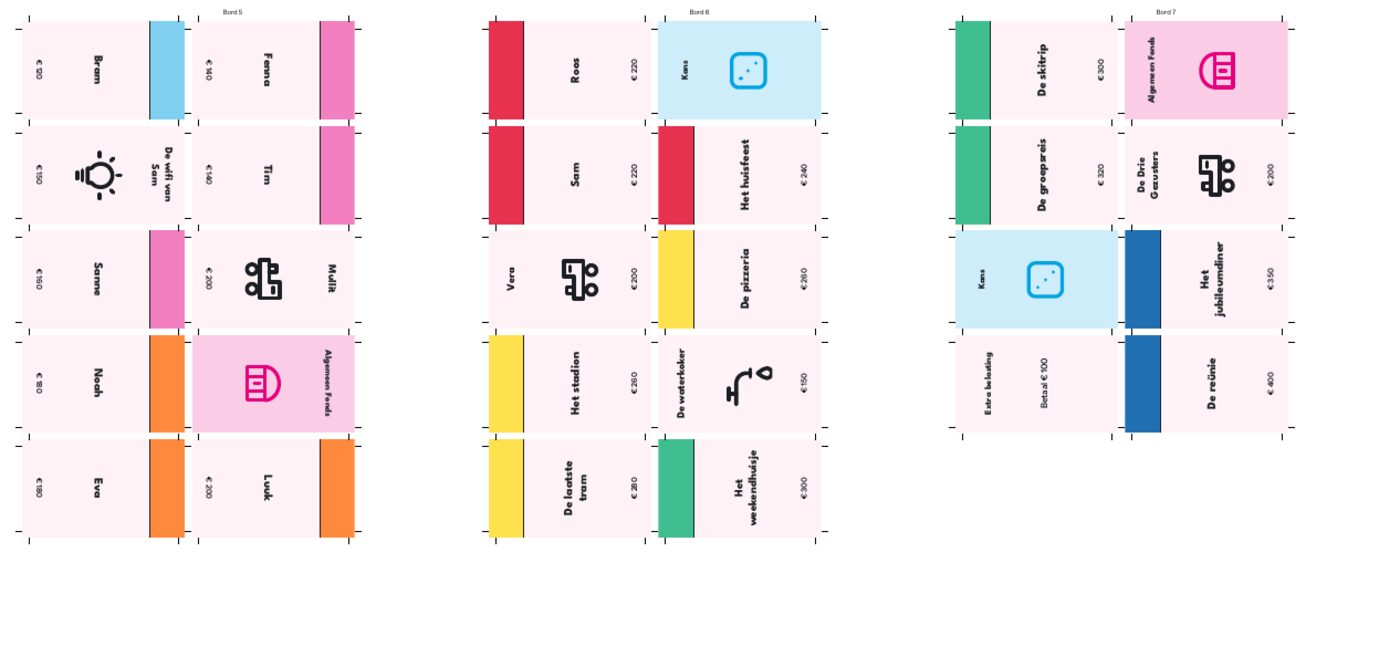 Bord 5
Bram
€ 120
Fenna
€ 140
De wifi van
Sam
€ 150
Tim
€ 140
Sanne
€ 160
Mullit
€ 200
Noah
€ 180
Algemeen Fonds
Eva
€ 180
Luuk
€ 200
Bord 6
Roos
€ 220
Kans
Sam
€ 220
Het huisfeest
€ 240
Vera
€ 200
De pizzeria
€ 260
Het stadion
€ 260
De waterkoker
€ 150
De laatste
tram
€ 280
Het
weekendhuisje
€ 300
Bord 7
De skitrip
€ 300
Algemeen Fonds
De groepsreis
€ 320
De Drie
Gezusters
€ 200
Kans
Het
jubileumdiner
€ 350
Extra belasting
Betaal € 100
De reünie
€ 400